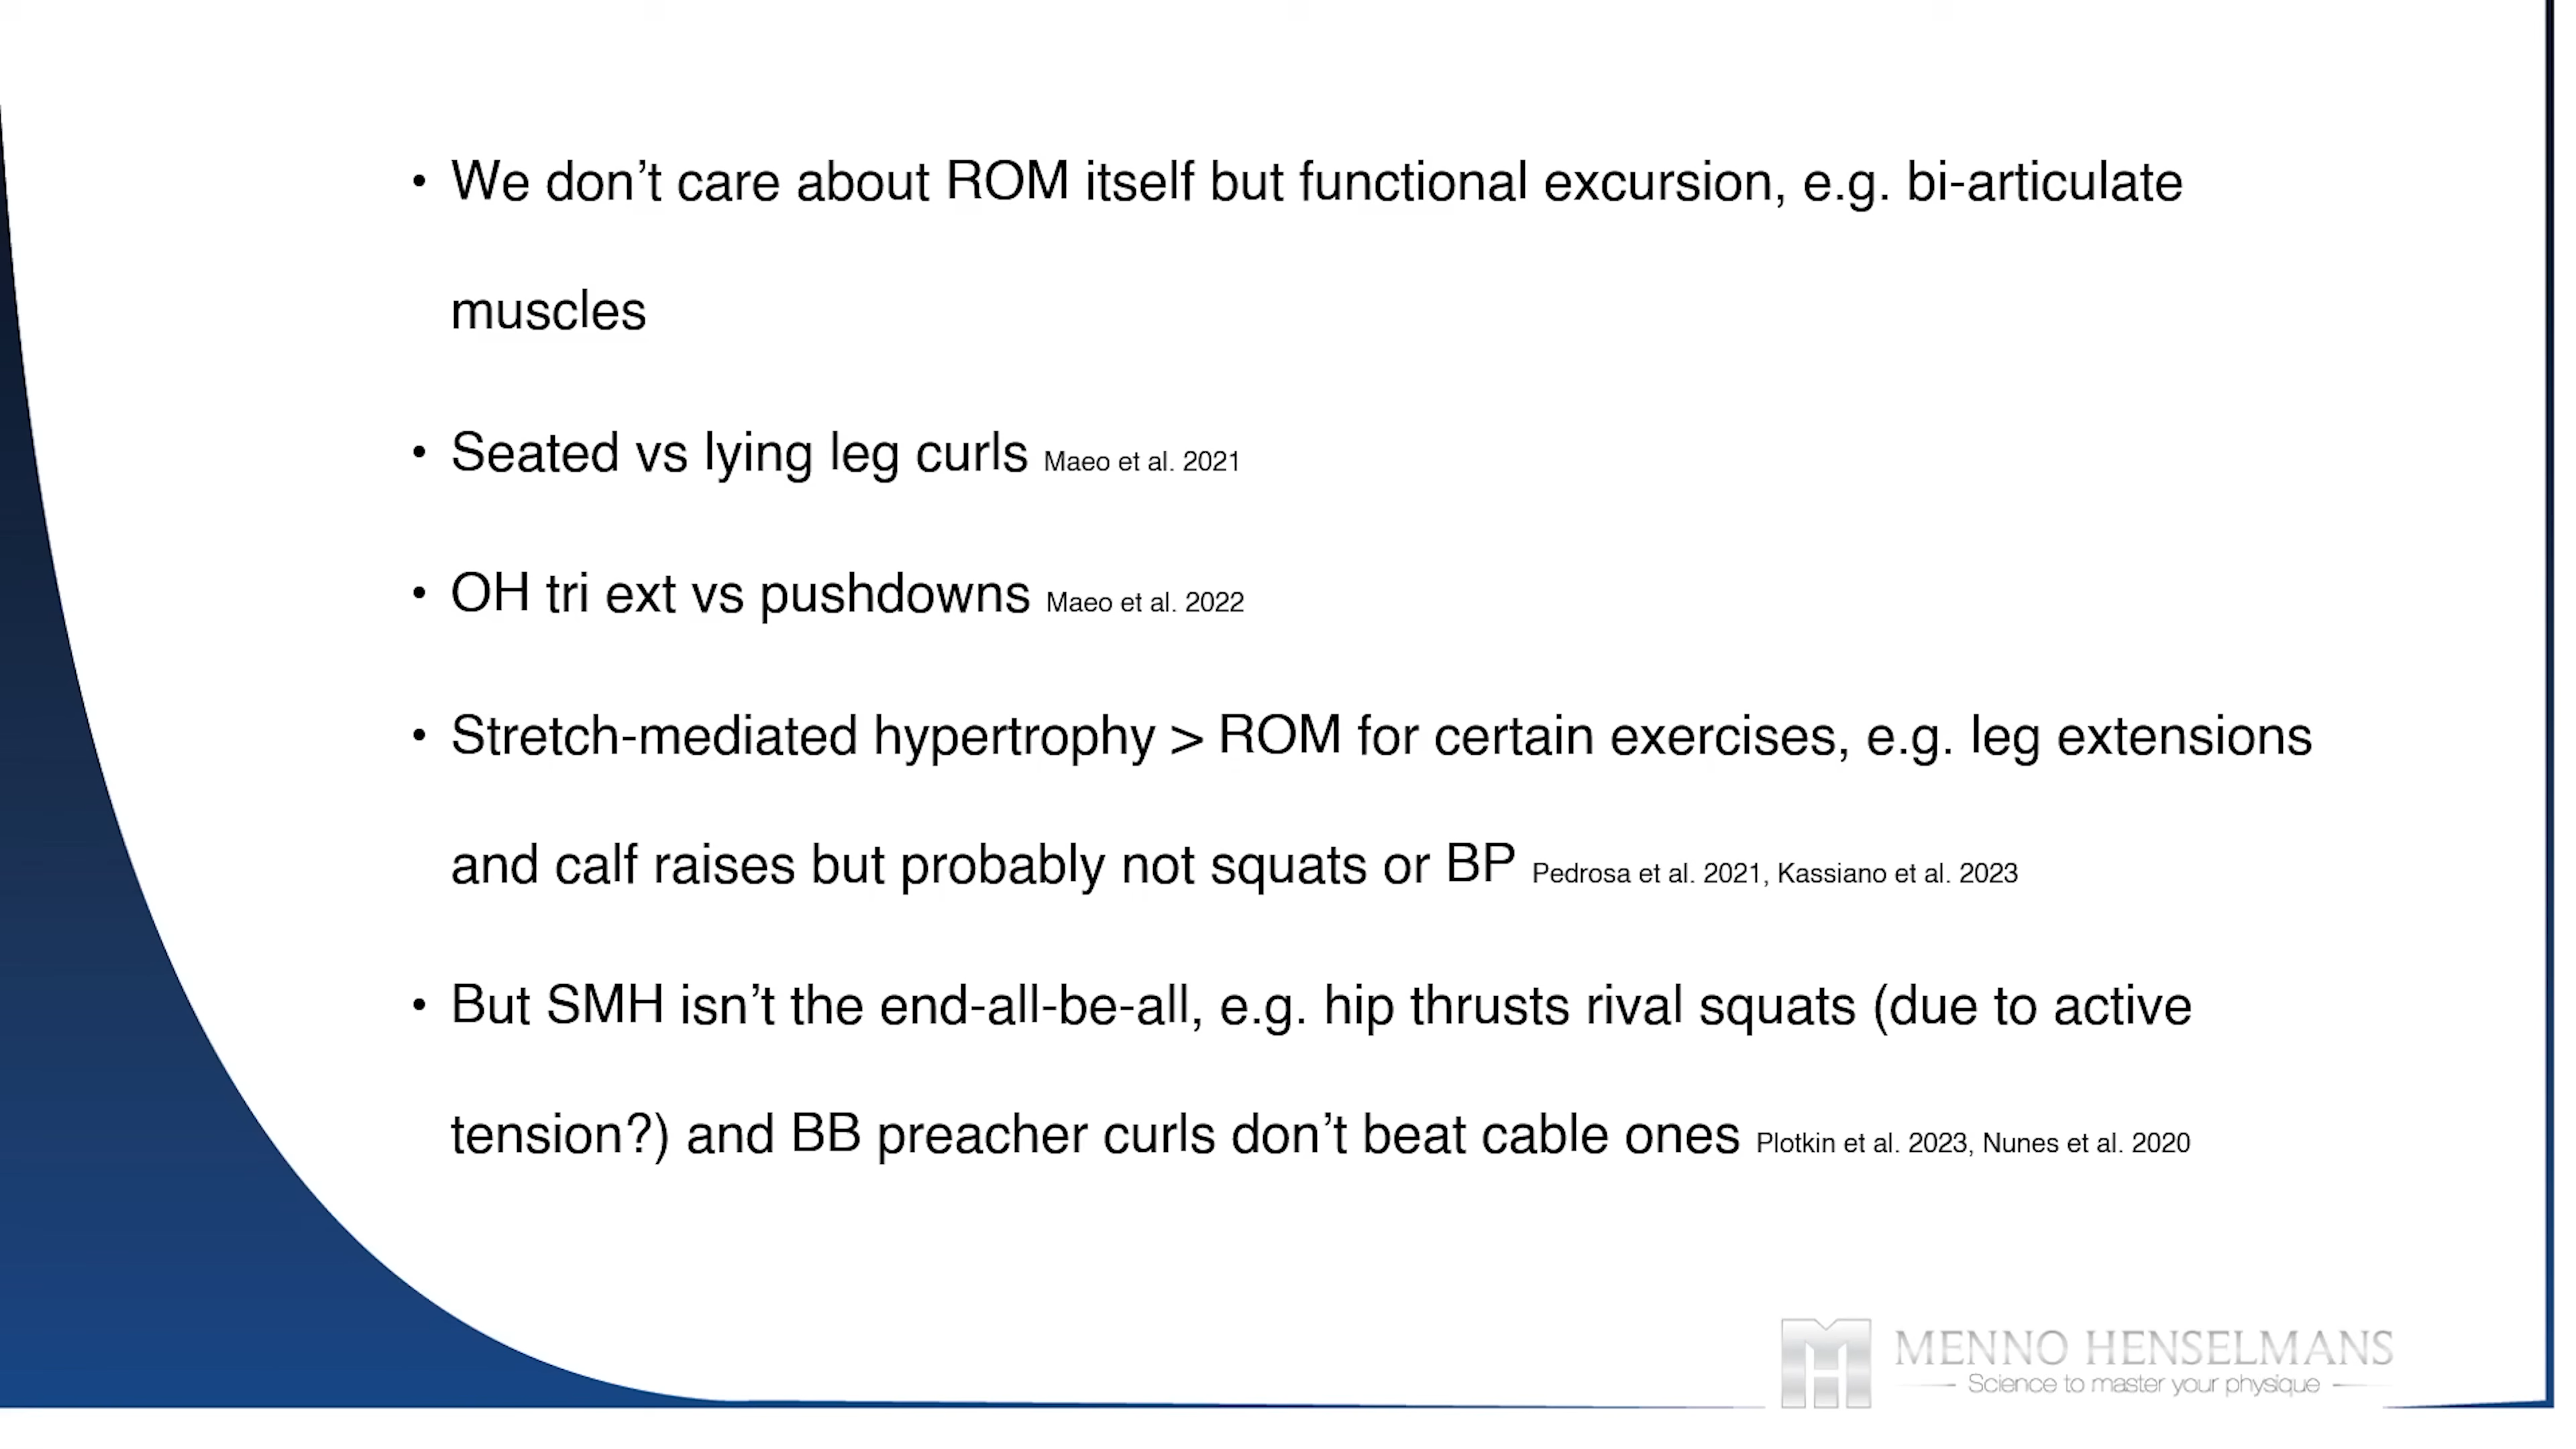 • We don’t care about ROM itself but functional excursion, e.g. bi-articulate
muscles
• Seated vs lying leg curls Maeo et al. 2021
• OH tri ext vs pushdowns Maeo et al. 2022
• Stretch-mediated hypertrophy > ROM for certain exercises, e.g. leg extensions
and calf raises but probably not squats or BP Pedrosa et al. 2021, Kassiano et al. 2023
• But SMH isn’t the end-all-be-all, e.g. hip thrusts rival squats (due to active
tension?) and BB preacher curls don’t beat cable ones Plotkin et al. 2023, Nunes et al. 2020
MENNO HENSELMANS
Science to master your physique